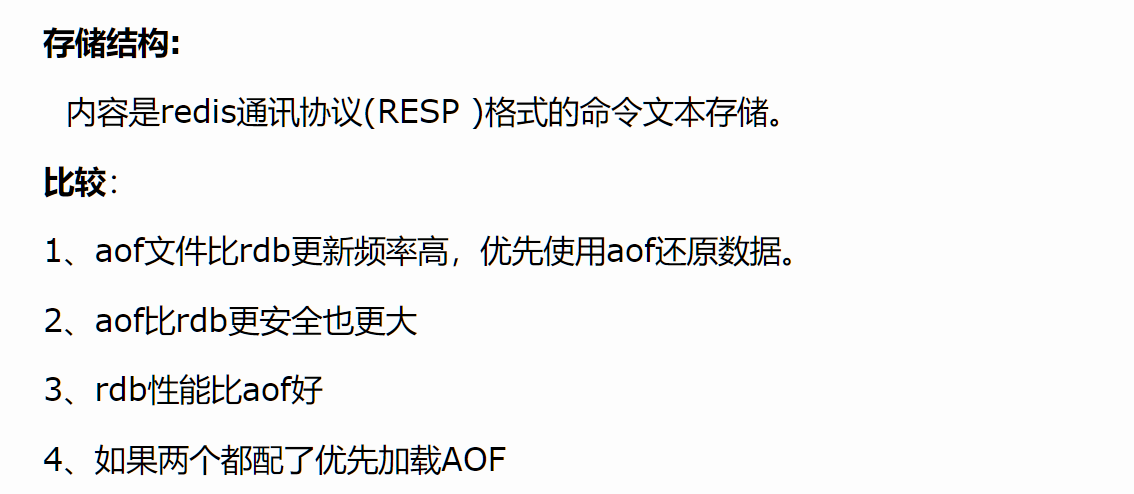 存储结构:
内容是redis通讯协议(RESP )格式的命令文本存储。
比较：
1、aof文件比rdb更新频率高，优先使用aof还原数据。
2、aof比rdb更安全也更大
3、rdb性能比aof好
4、如果两个都配了优先加载AOF